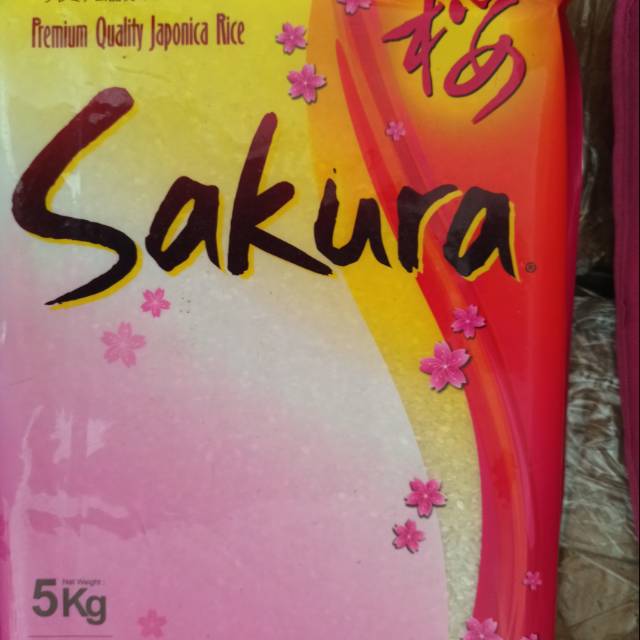 Premium Quality Japonica Rice
桜
Sakura®
Net Weight :
5Kg